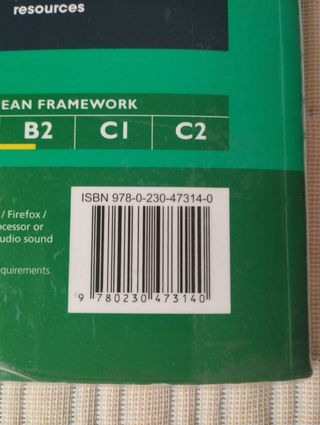 resources
EAN FRAMEWORK
B2 C1 C2
ISBN 978-0-230-47314-0
/ Firefox /
ocessor or
udio sound
equirements.
9 780230 473140